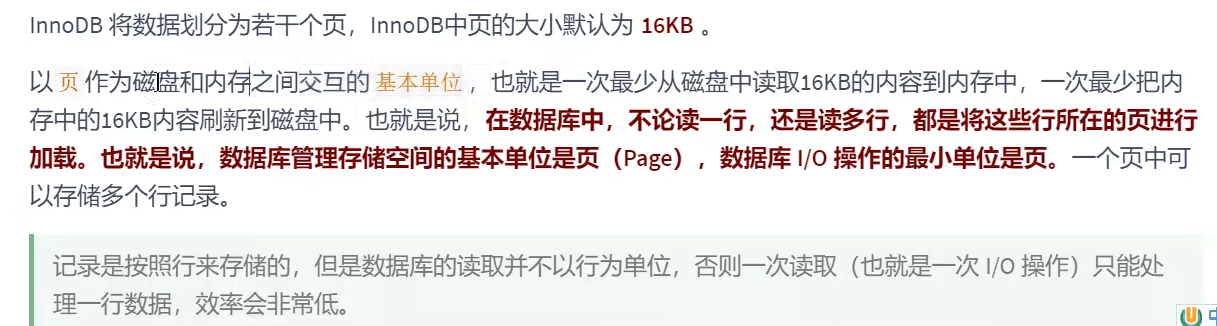 InnoDB 将数据划分为若干个页，InnoDB中页的大小默认为 16KB 。
以 页 作为磁盘和内存之间交互的 基本单位 ，也就是一次最少从磁盘中读取16KB的内容到内存中，一次最少把内
存中的16KB内容刷新到磁盘中。也就是说，在数据库中，不论读一行，还是读多行，都是将这些行所在的页进行
加载。也就是说，数据库管理存储空间的基本单位是页（Page），数据库 I/O 操作的最小单位是页。一个页中可
以存储多个行记录。
记录是按照行来存储的，但是数据库的读取并不以行为单位，否则一次读取（也就是一次 I/O 操作）只能处
理一行数据，效率会非常低。